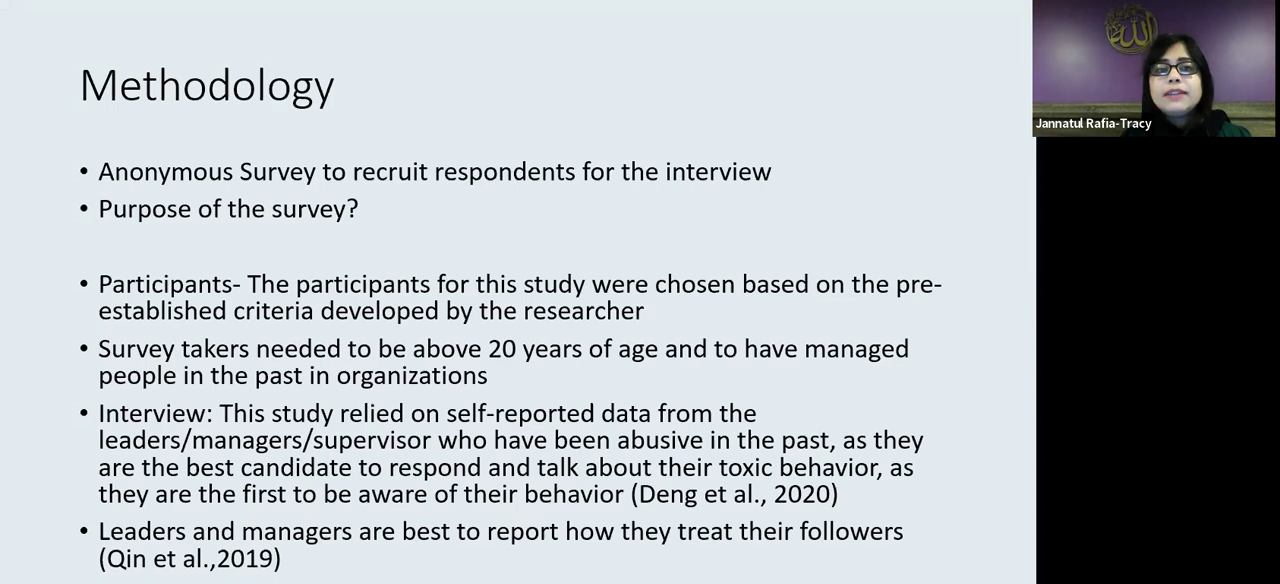 Methodology
• Anonymous Survey to recruit respondents for the interview
• Purpose of the survey?
• Participants- The participants for this study were chosen based on the pre-
established criteria developed by the researcher
• Survey takers needed to be above 20 years of age and to have managed
people in the past in organizations
• Interview: This study relied on self-reported data from the
leaders/managers/supervisor who have been abusive in the past, as they
are the best candidate to respond and talk about their toxic behavior, as
they are the first to be aware of their behavior (Deng et al., 2020)
• Leaders and managers are best to report how they treat their followers
(Qin et al.,2019)
الله
Jannatul Rafia-Tracy